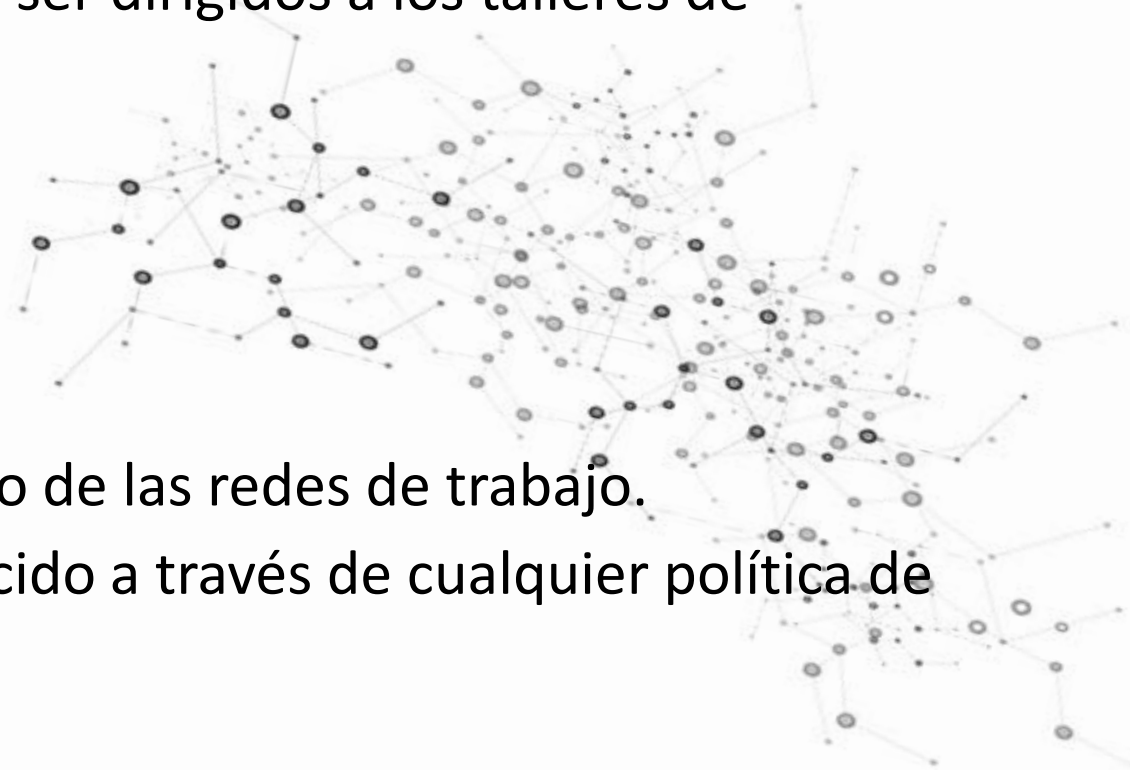 ser dirigidos a los talleres de
o de las redes de trabajo.
cido a través de cualquier política de